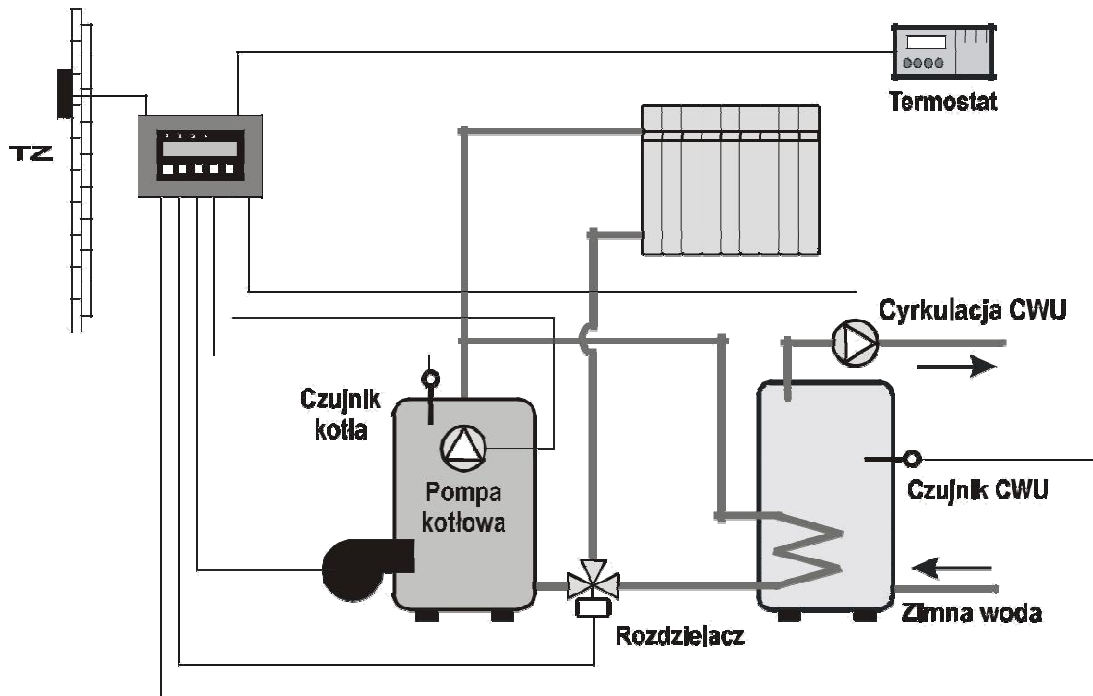 Termostat
TZ
Cyrkulacja CWU
Czujnik
kotła
Pompa
kotłowa
Czujnik CWU
Zimna woda
Rozdzielacz